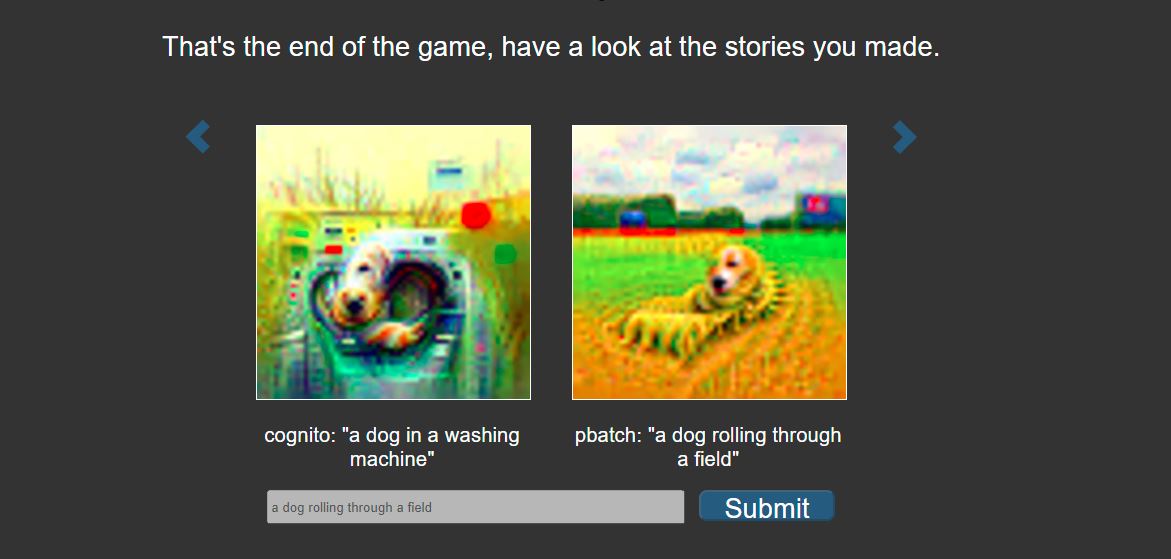 That's the end of the game, have a look at the stories you made.
cognito: "a dog in a washing
machine"
pbatch: "a dog rolling through
a field"
a dog rolling through a field
Submit